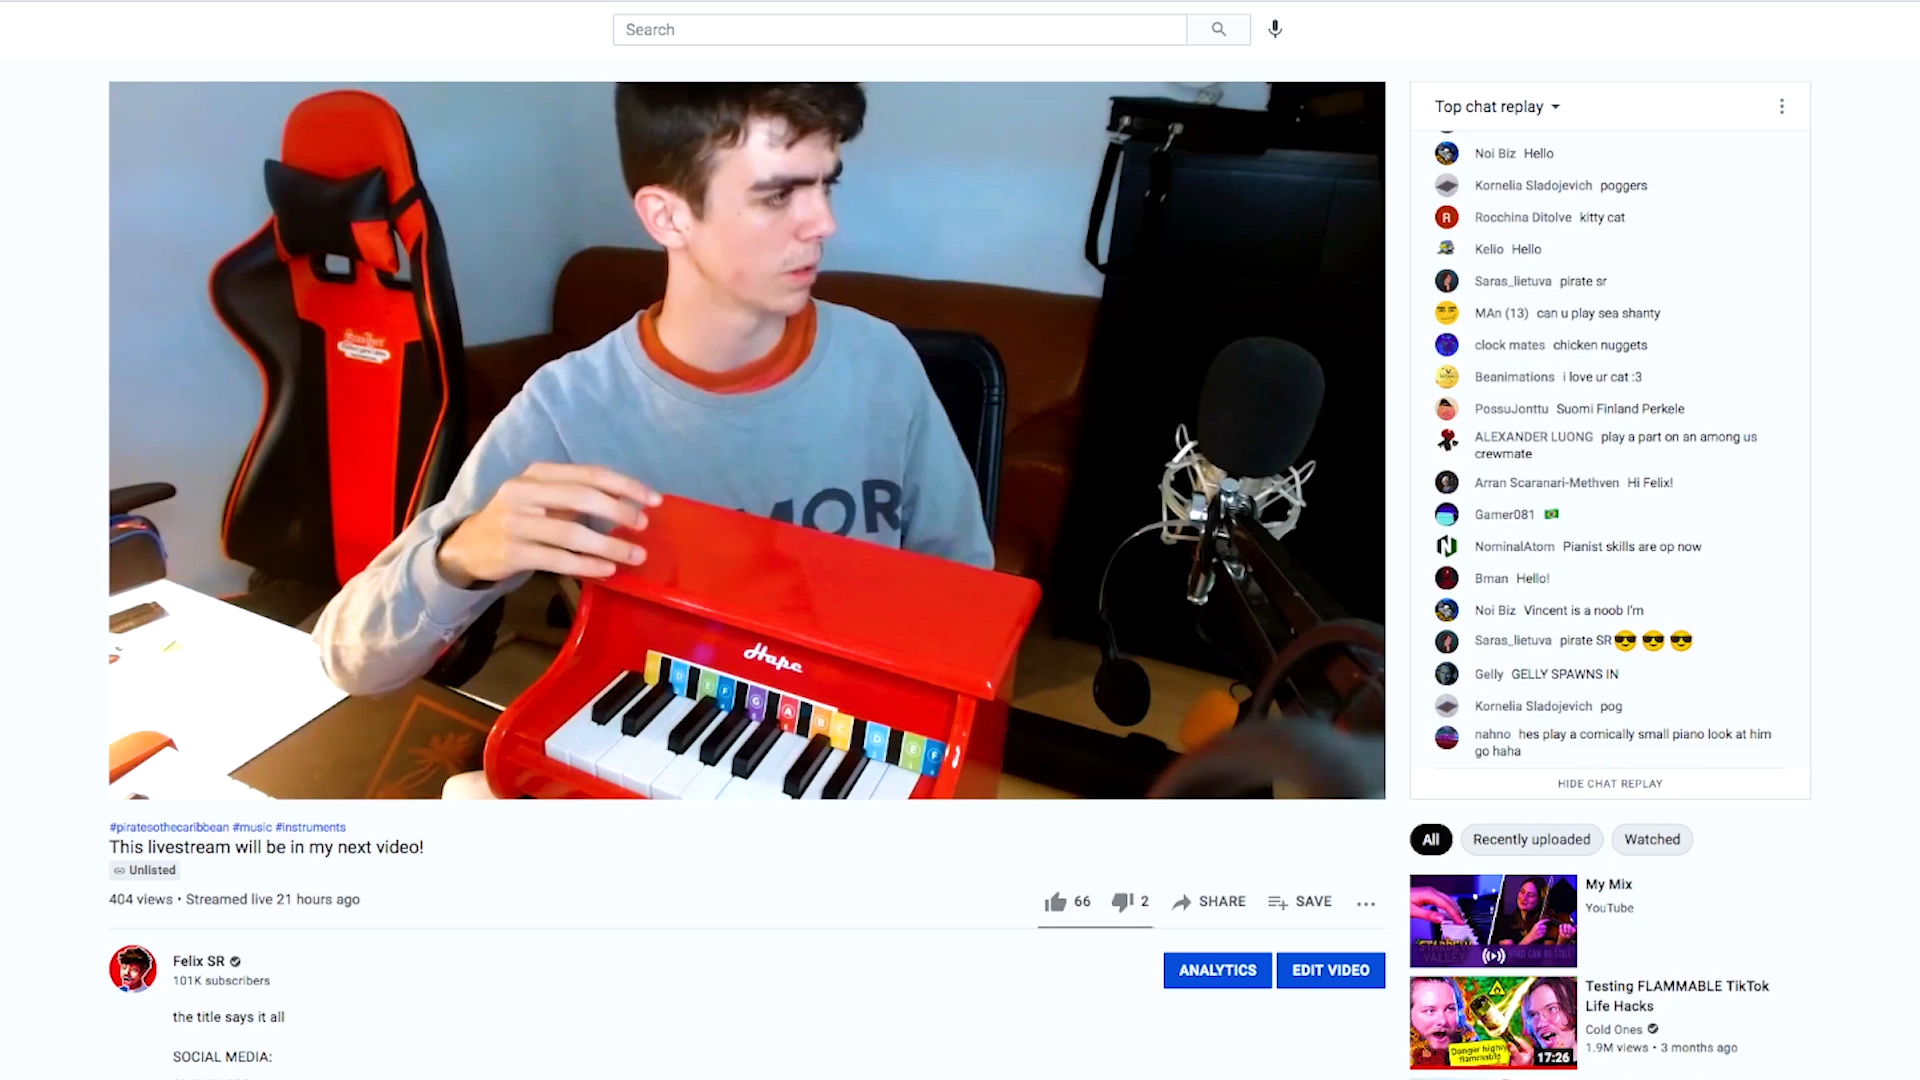 Search
Top chat replay
Noi Biz Hello
Kornelia Sladojevich poggers
R
Rocchina Ditolve kitty cat
Kelio Hello
Saras_lietuva pirate sr
MAn (13) can u play sea shanty
clock mates chicken nuggets
Beanimations i love ur cat :3
PossuJonttu Suomi Finland Perkele
ALEXANDER LUONG play a part on an among us
crewmate
Arran Scaranari-Methven Hi Felix!
Gamer081 🇧🇷
NominalAtom Pianist skills are op now
Bman Hello!
Noi Biz Vincent is a noob I'm
Saras_lietuva pirate SR😎 😎 😎
Gelly GELLY SPAWNS IN
Kornelia Sladojevich pog
nahno hes play a comically small piano look at him
go haha
HIDE CHAT REPLAY
MOR
Hape
D E F G A B C D E F
#piratesothecaribbean #music #instruments
This livestream will be in my next video!
Unlisted
404 views • Streamed live 21 hours ago
66 2 SHARE SAVE
Felix SR
101K subscribers
ANALYTICS EDIT VIDEO
the title says it all
SOCIAL MEDIA:
All Recently uploaded Watched
My Mix
YouTube
VALLEY
Testing FLAMMABLE TikTok
Life Hacks
Cold Ones
1.9M views • 3 months ago
Danger highly
flammable
17:26